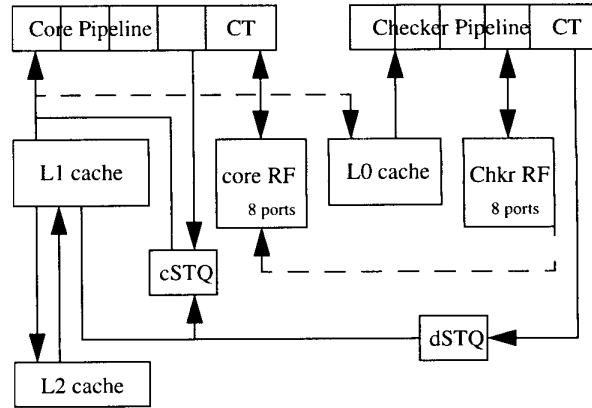 Core Pipeline CT
Checker Pipeline CT
L1 cache
core RF
8 ports
L0 cache
Chkr RF
8 ports
cSTQ
dSTQ
L2 cache